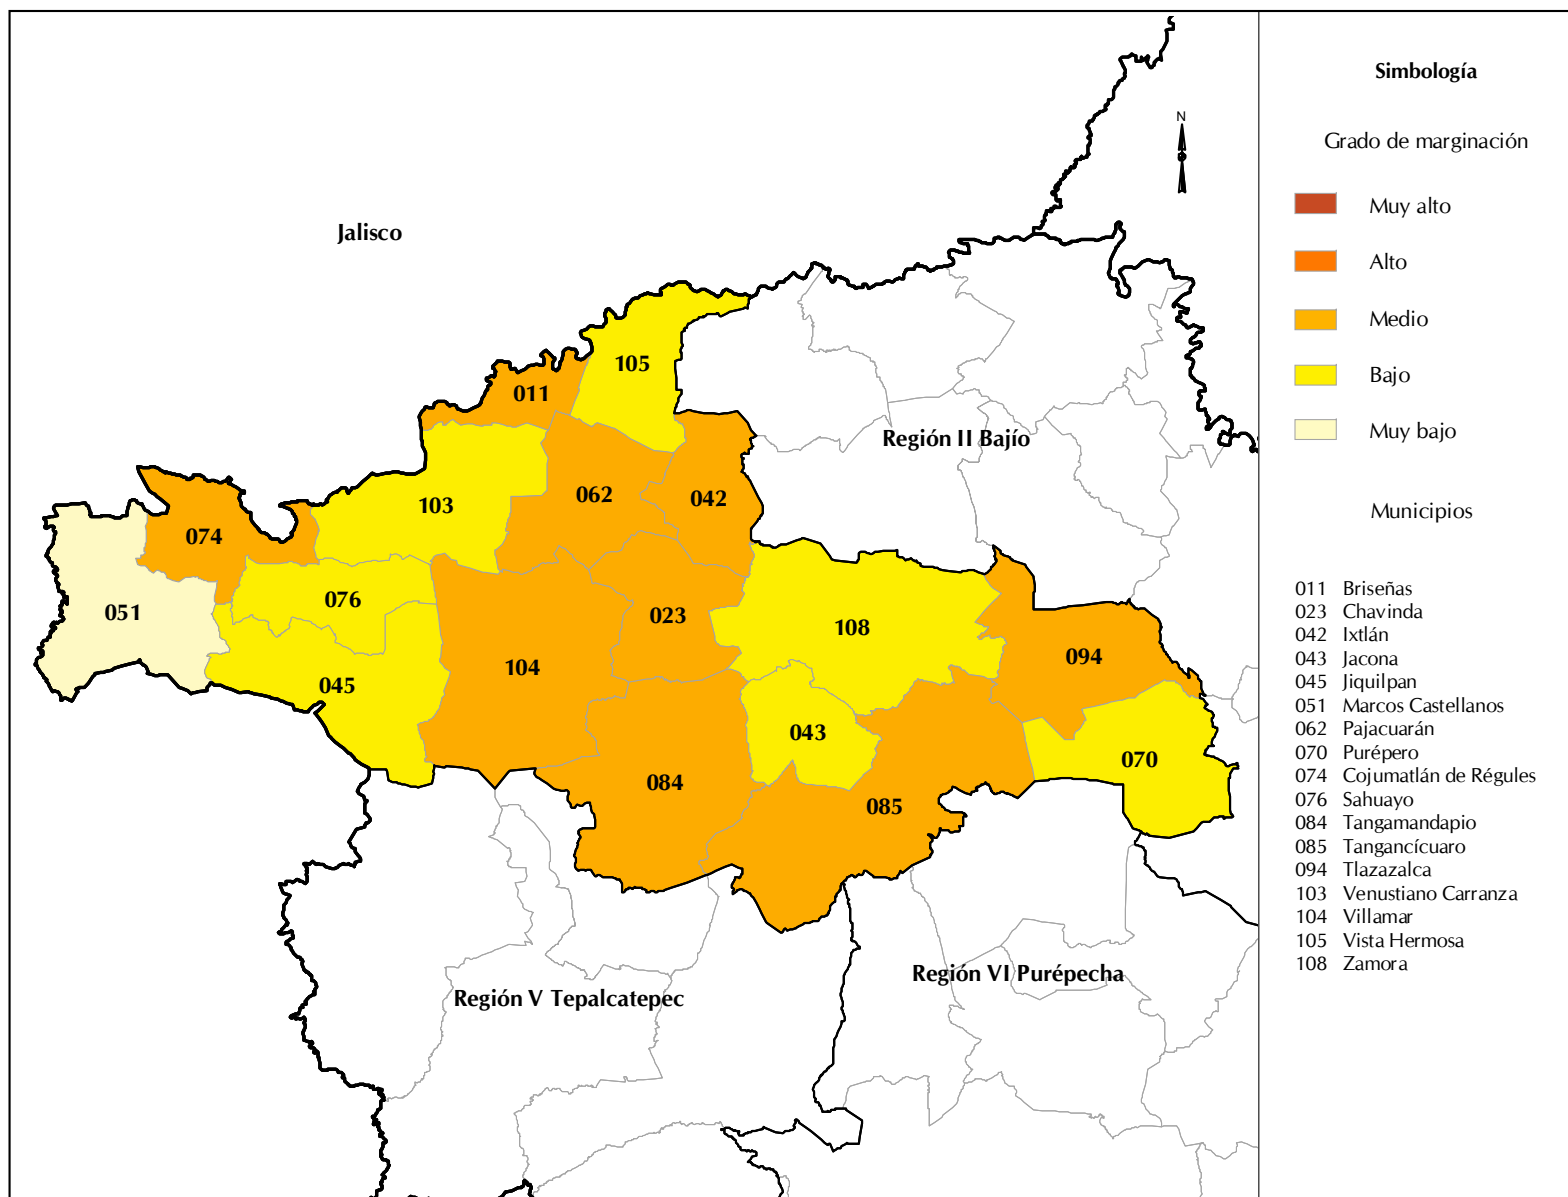 Simbología
N
Grado de marginación
Muy alto
Jalisco
Alto
Medio
105
Bajo
011
Muy bajo
Región II Bajío
062
042
103
Municipios
074
011 Briseñas
076
023 Chavinda
051
023
108
042 Ixtlán
043 Jacona
104
094
045
045 Jiquilpan
051 Marcos Castellanos
043
062 Pajacuarán
070
070 Purépero
084
074 Cojumatlán de Régules
085
076 Sahuayo
084 Tangamandapio
085 Tangancícuaro
094 Tlazazalca
103 Venustiano Carranza
104 Villamar
105 Vista Hermosa
108 Zamora
Región VI Purépecha
Región V Tepalcatepec